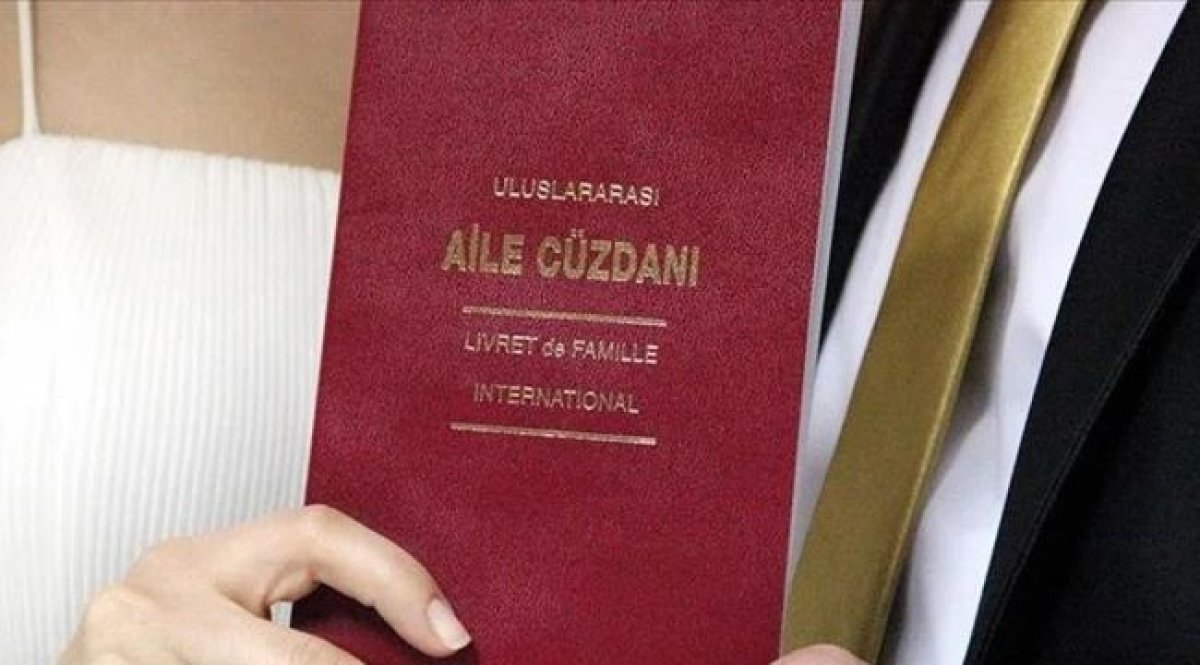 ULUSLARARASI
AİLE CÜZDANI
LIVRET de FAMILLE
INTERNATIONAL